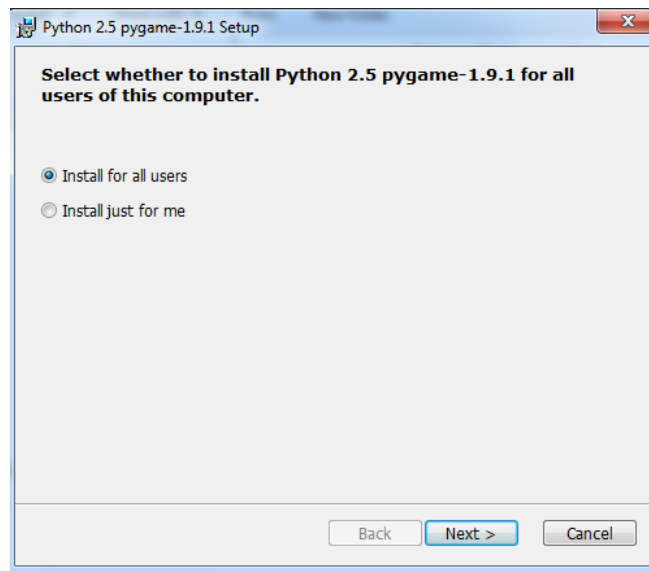 Python 2.5 pygame-1.9.1 Setup
Select whether to install Python 2.5 pygame-1.9.1 for all
users of this computer.
Install for all users
Install just for me
Back Next > Cancel